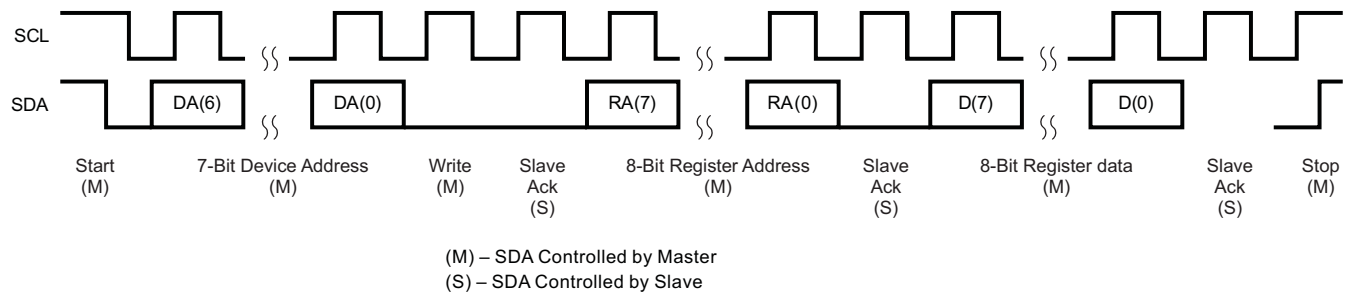 SCL
SDA
DA(6) DA(0) RA(7) RA(0) D(7) D(0)
Start 7-Bit Device Address Write Slave 8-Bit Register Address Slave 8-Bit Register data Slave Stop
(M) (M) (M) Ack (M) Ack (M) Ack (M)
(S) (S) (S)
(M) – SDA Controlled by Master
(S) – SDA Controlled by Slave